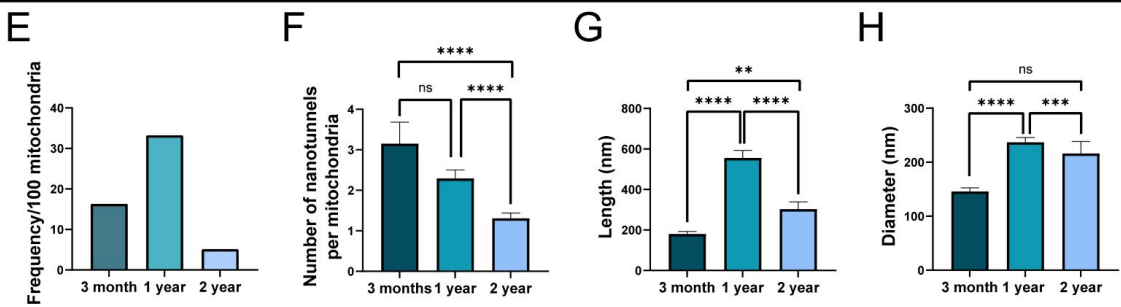 E
Frequency/100 mitochondria
40
30
20
10
0
3 month 1 year 2 year
F
Number of nanotunnels
per mitochondria
****
ns ****
4
3
2
1
0
3 months 1 year 2 year
G
Length (nm)
**
**** ****
800
600
400
200
0
3 month 1 year 2 year
H
Diameter (nm)
ns
**** ***
300
200
100
0
3 month 1 year 2 year